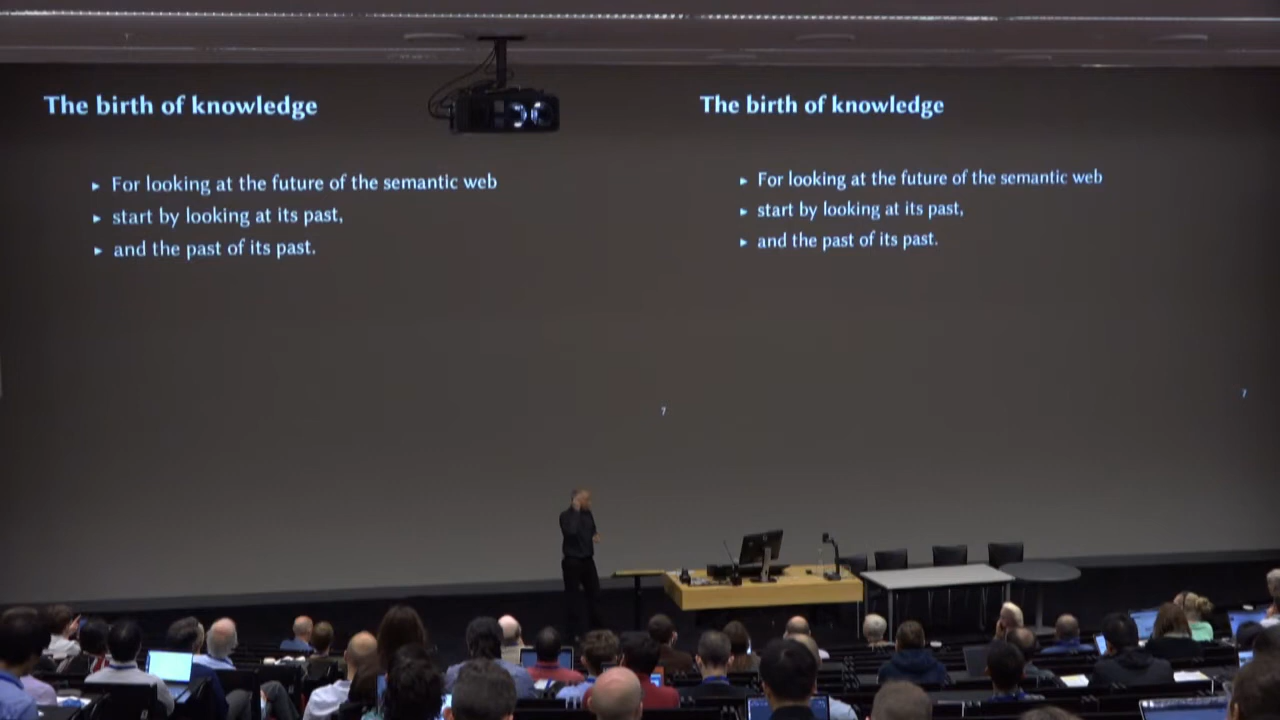 The birth of knowledge
▸ For looking at the future of the semantic web
▸ start by looking at its past,
▸ and the past of its past.
7
The birth of knowledge
▸ For looking at the future of the semantic web
▸ start by looking at its past,
▸ and the past of its past.
7